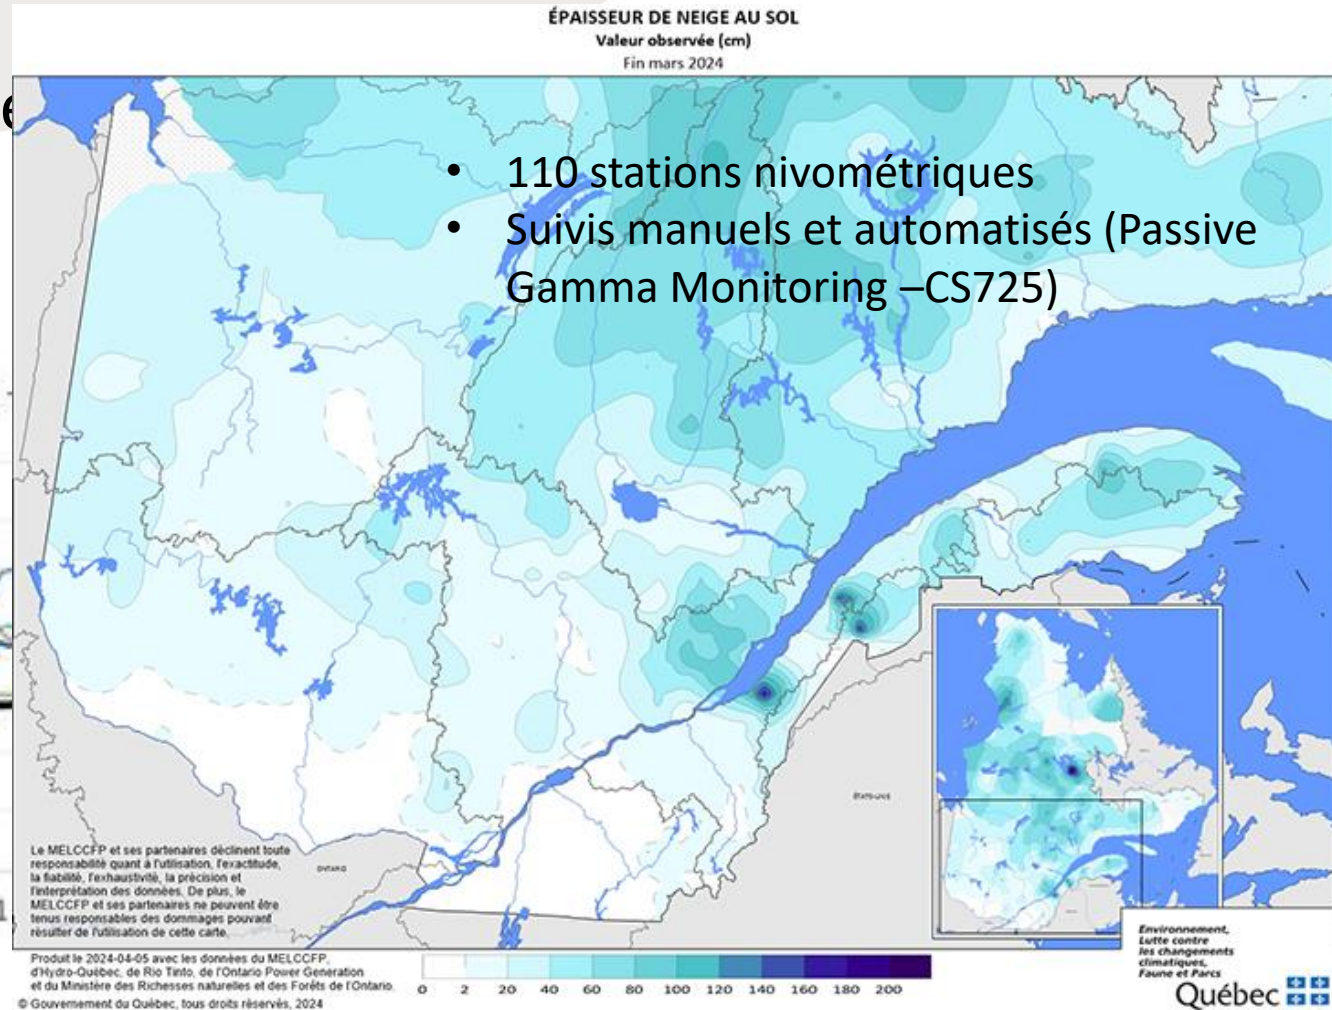 ÉPAISSEUR DE NEIGE AU SOL
Valeur observée (cm)
Fin mars 2024
• 110 stations nivométriques
• Suivis manuels et automatisés (Passive
Gamma Monitoring –CS725)
ÉTATS-UNIS
ONTARIO
Le MELCCFP et ses partenaires déclinent toute
responsabilité quant à l'utilisation, l'exactitude,
la fiabilité, l'exhaustivité, la précision et
l'interprétation des données. De plus, le
MELCCFP et ses partenaires ne peuvent être
tenus responsables des dommages pouvant
résulter de l'utilisation de cette carte.
Produit le 2024-04-05 avec les données du MELCCFP,
d'Hydro-Québec, de Rio Tinto, de l'Ontario Power Generation
et du Ministère des Richesses naturelles et des Forêts de l'Ontario.
© Gouvernement du Québec, tous droits réservés, 2024
0 2 20 40 60 80 100 120 140 160 180 200
Environnement,
Lutte contre
les changements
climatiques,
Faune et Parcs
Québec